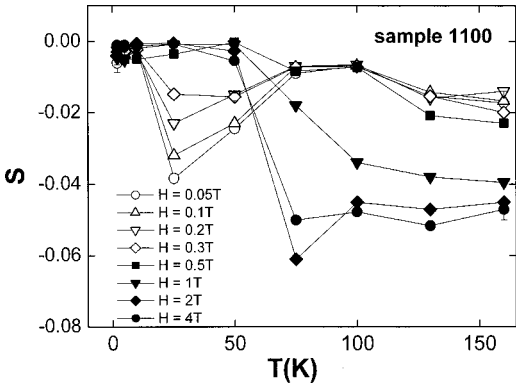 sample 1100
0.00
-0.02
-0.04
-0.06
-0.08
S
H = 0.05T
H = 0.1T
H = 0.2T
H = 0.3T
H = 0.5T
H = 1T
H = 2T
H = 4T
0 50 100 150
T(K)